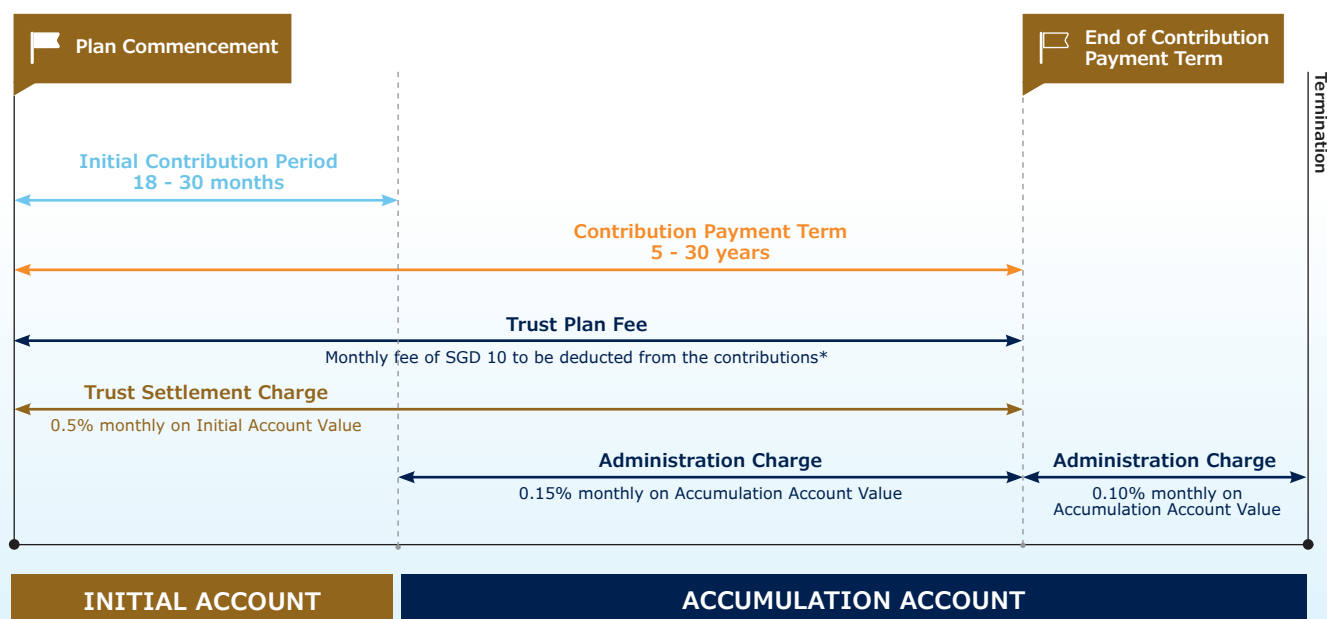 Plan Commencement
End of Contribution
Payment Term
Termination
Initial Contribution Period
18 - 30 months
Contribution Payment Term
5 - 30 years
Trust Plan Fee
Monthly fee of SGD 10 to be deducted from the contributions*
Trust Settlement Charge
0.5% monthly on Initial Account Value
Administration Charge
0.15% monthly on Accumulation Account Value
Administration Charge
0.10% monthly on
Accumulation Account Value
INITIAL ACCOUNT
ACCUMULATION ACCOUNT